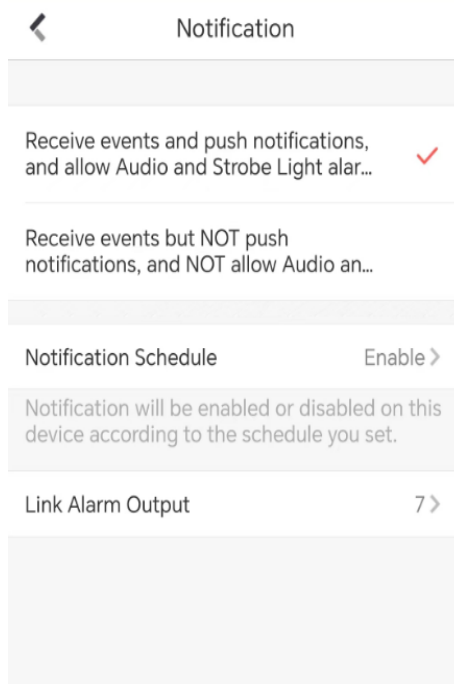 Notification
Receive events and push notifications,
and allow Audio and Strobe Light alar...
Receive events but NOT push
notifications, and NOT allow Audio an...
Notification Schedule Enable
Notification will be enabled or disabled on this
device according to the schedule you set.
Link Alarm Output 7